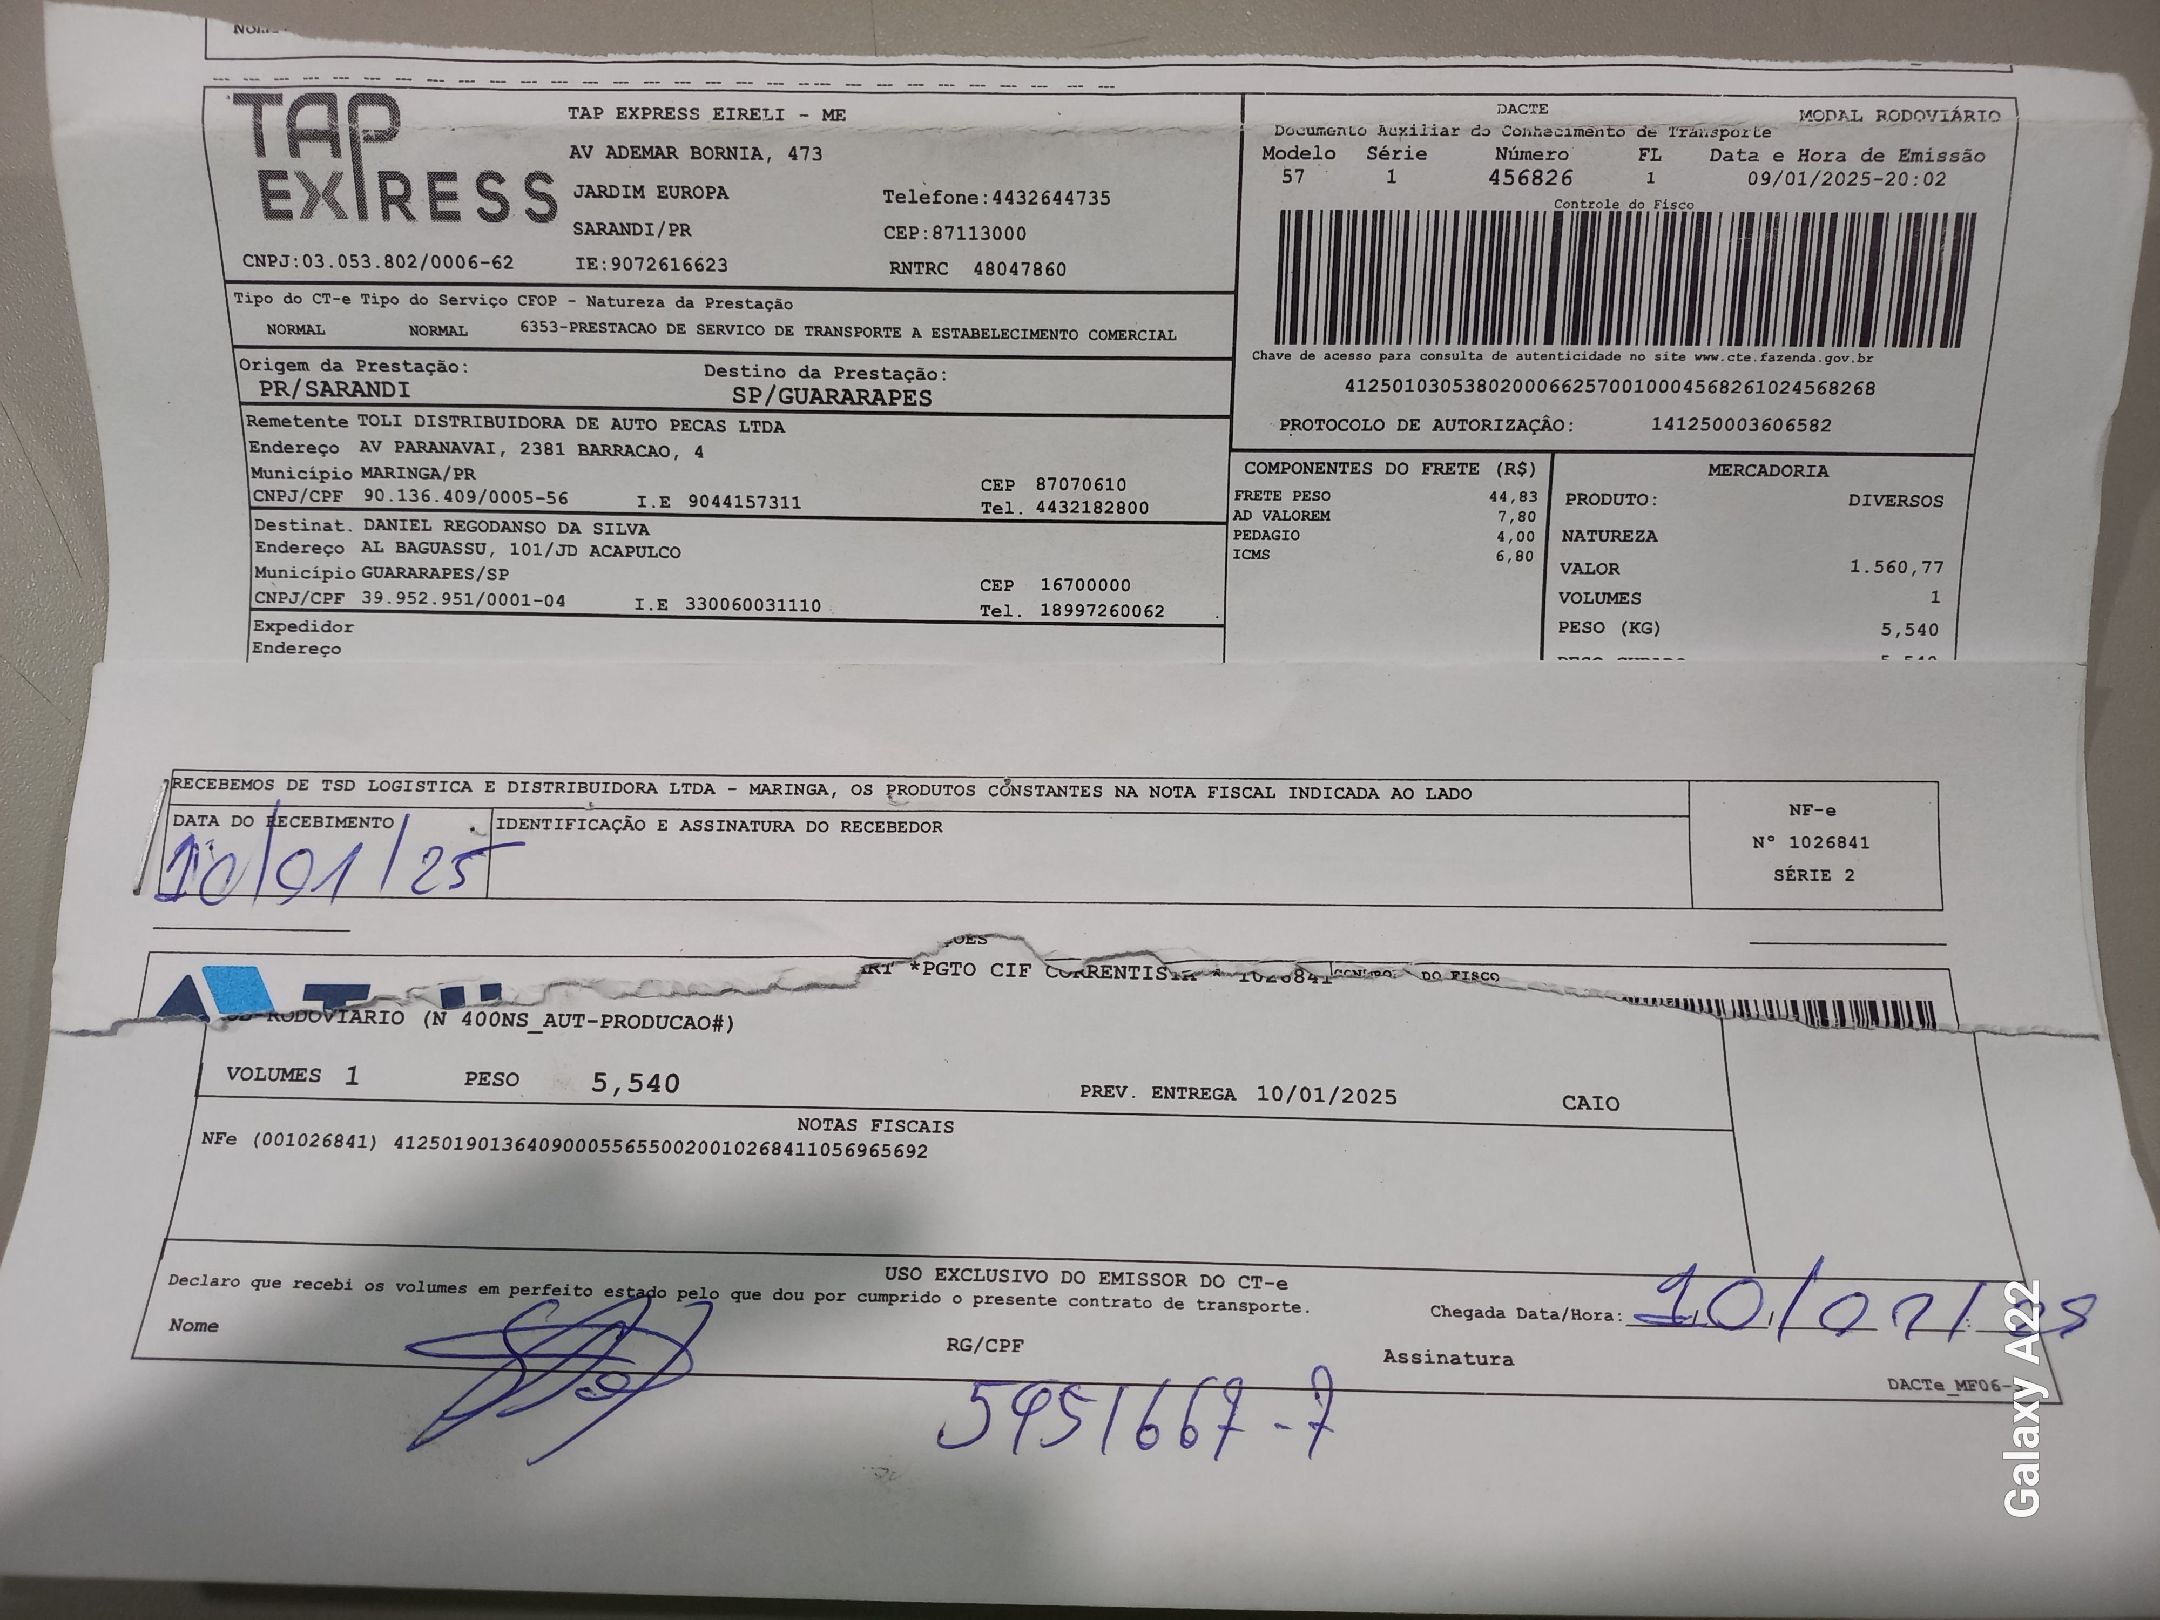 TAP
EXPRESS
TAP EXPRESS EIRELI - ME
AV ADEMAR BORNIA, 473
JARDIM EUROPA
Telefone:4432644735
SARANDI/PR
CEP:87113000
CNPJ:03.053.802/0006-62
IE:9072616623
RNTRC 48047860
DACTE
MODAL RODOVIÁRIO
Documento Auxiliar do Conhecimento de Transporte
Modelo Série Número FL Data e Hora de Emissão
57 1 456826 1 09/01/2025-20:02
Controle do Fisco
Chave de acesso para consulta de autenticidade no site www.cte.fazenda.gov.br
41250103053802000662570010004568261024568268
PROTOCOLO DE AUTORIZAÇÂO: 141250003606582
Tipo do CT-e Tipo do Serviço CFOP - Natureza da Prestação
NORMAL NORMAL 6353-PRESTACAO DE SERVICO DE TRANSPORTE A ESTABELECIMENTO COMERCIAL
Origem da Prestação: Destino da Prestação:
PR/SARANDI SP/GUARARAPES
Remetente TOLI DISTRIBUIDORA DE AUTO PECAS LTDA
Endereço AV PARANAVAI, 2381 BARRACAO, 4
Município MARINGA/PR CEP 87070610
CNPJ/CPF 90.136.409/0005-56 I.E 9044157311 Tel. 4432182800
Destinat. DANIEL REGODANSO DA SILVA
Endereço AL BAGUASSU, 101/JD ACAPULCO
Município GUARARAPES/SP CEP 16700000
CNPJ/CPF 39.952.951/0001-04 I.E 330060031110 Tel. 18997260062
Expedidor
Endereço
COMPONENTES DO FRETE (R$)
FRETE PESO 44,83
AD VALOREM 7,80
PEDAGIO 4,00
ICMS 6,80
MERCADORIA
PRODUTO: DIVERSOS
NATUREZA
VALOR 1.560,77
VOLUMES 1
PESO (KG) 5,540
RECEBEMOS DE TSD LOGISTICA E DISTRIBUIDORA LTDA - MARINGA, OS PRODUTOS CONSTANTES NA NOTA FISCAL INDICADA AO LADO
DATA DO RECEBIMENTO
IDENTIFICAÇÃO E ASSINATURA DO RECEBEDOR
10/01/25
NF-e
N° 1026841
SÉRIE 2
*PGTO CIF CORRENTISTA * 1026841
DO FISCO
RODOVIARIO (N 400NS_AUT-PRODUCAO#)
VOLUMES 1 PESO 5,540 PREV. ENTREGA 10/01/2025 CAIO
NOTAS FISCAIS
NFe (001026841) 41250190136409000556550020010268411056965692
USO EXCLUSIVO DO EMISSOR DO CT-e
Declaro que recebi os volumes em perfeito estado pelo que dou por cumprido o presente contrato de transporte.
Chegada Data/Hora: 10/01/25
Nome
RG/CPF
Assinatura
5951667-7
DACTe_MF06-
Galaxy A22